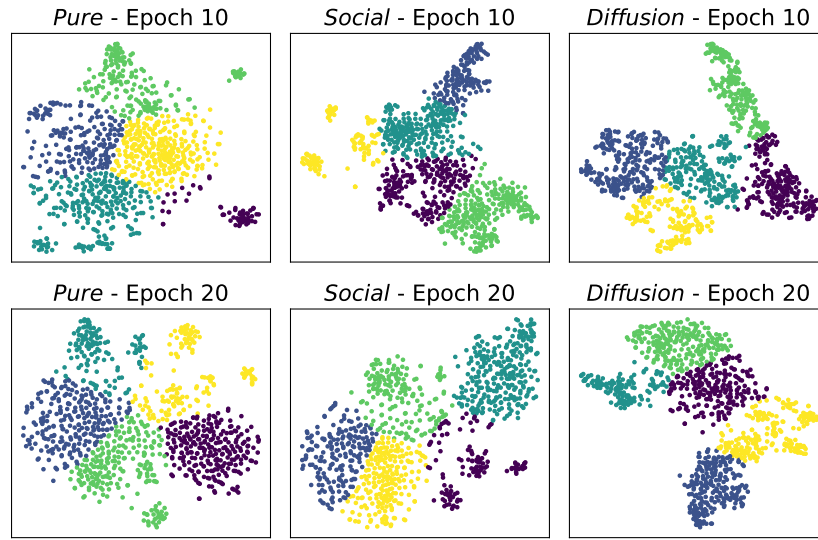 Pure - Epoch 10
Social - Epoch 10
Diffusion - Epoch 10
Pure - Epoch 20
Social - Epoch 20
Diffusion - Epoch 20